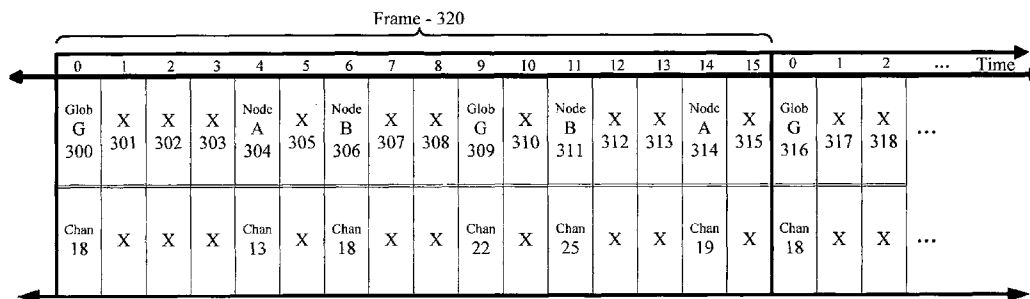 Frame - 320
0 1 2 3 4 5 6 7 8 9 10 11 12 13 14 15 0 1 2 ... Time
Glob Node Node Glob Node Node Glob
G X X X A X B X X G X B X X A X G X X ...
300 301 302 303 304 305 306 307 308 309 310 311 312 313 314 315 316 317 318
Chan X X X Chan X Chan X X Chan X Chan X X Chan X Chan X X ...
18 13 18 22 25 19 18